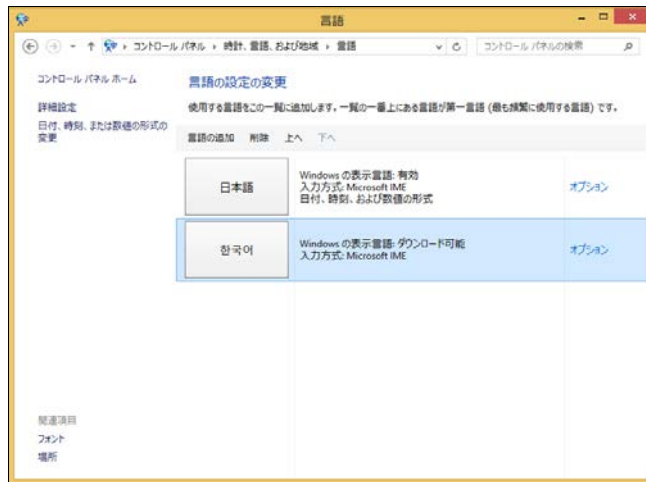 言語
コントロール パネル › 時計、言語、および地域 › 言語
コントロール パネルの検索
コントロール パネル ホーム
詳細設定
日付、時刻、または数値の形式の
変更
言語の設定の変更
使用する言語をこの一覧に追加します。一覧の一番上にある言語が第一言語 (最も頻繁に使用する言語) です。
言語の追加 削除 上へ 下へ
日本語
Windows の表示言語: 有効
入力方式: Microsoft IME
日付、時刻、および数値の形式
オプション
한국어
Windows の表示言語: ダウンロード可能
入力方式: Microsoft IME
オプション
関連項目
フォント
場所